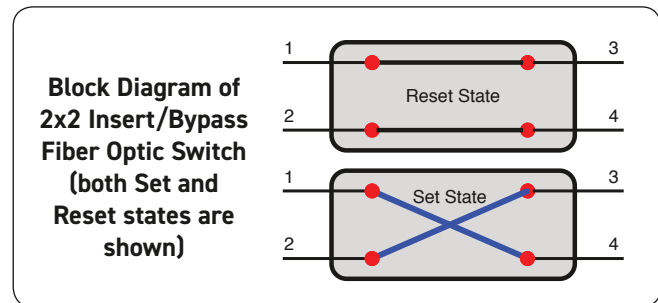 Block Diagram of
2x2 Insert/Bypass
Fiber Optic Switch
(both Set and
Reset states are
shown)
1 3
Reset State
2 4
1 3
Set State
2 4